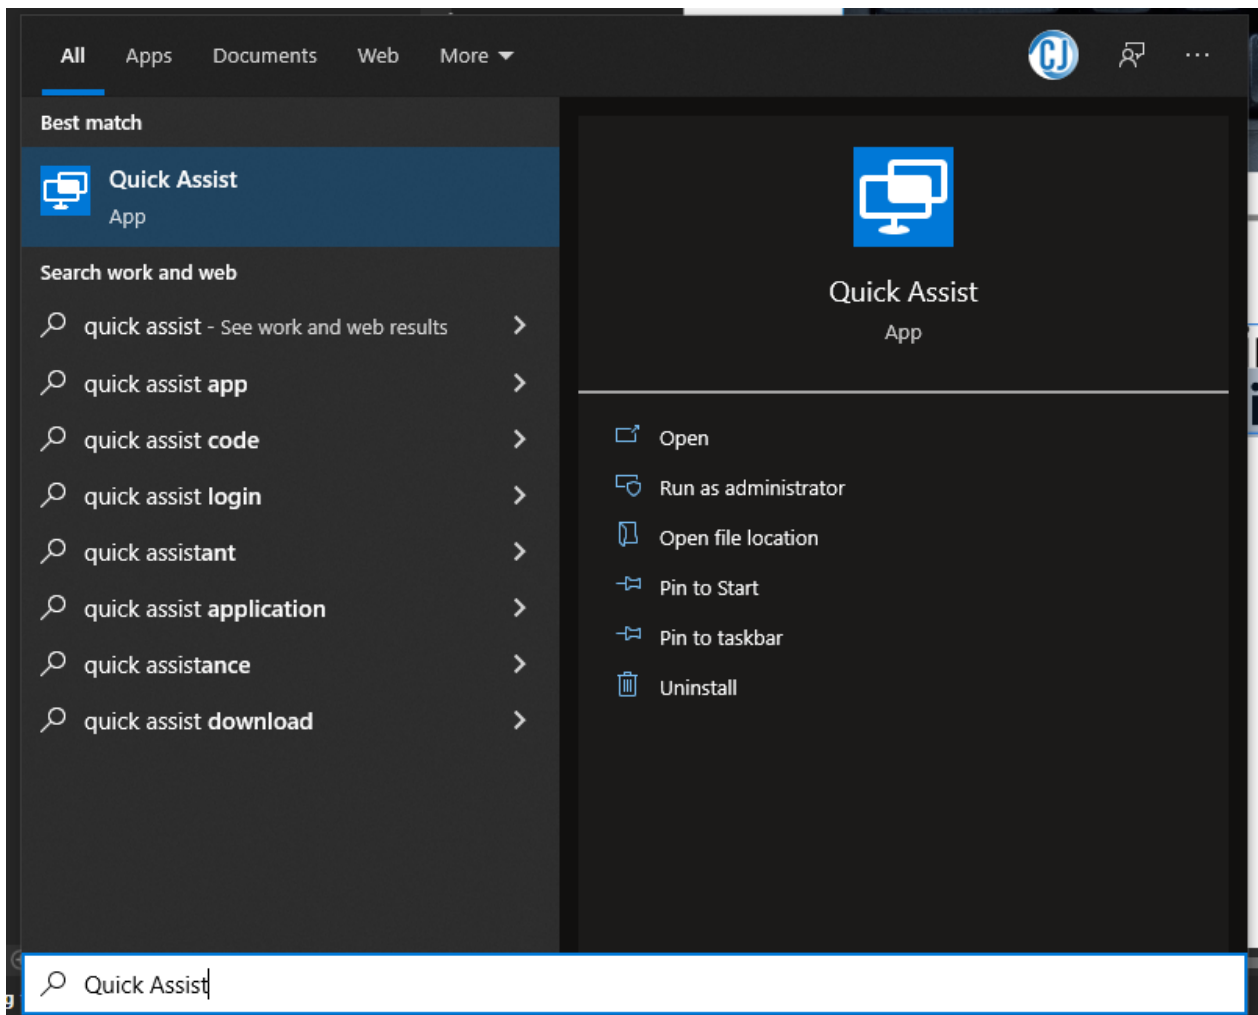 All Apps Documents Web More
CJ
Best match
Quick Assist
App
Search work and web
quick assist - See work and web results
quick assist app
quick assist code
quick assist login
quick assistant
quick assist application
quick assistance
quick assist download
Quick Assist
App
Open
Run as administrator
Open file location
Pin to Start
Pin to taskbar
Uninstall
Quick Assist
g